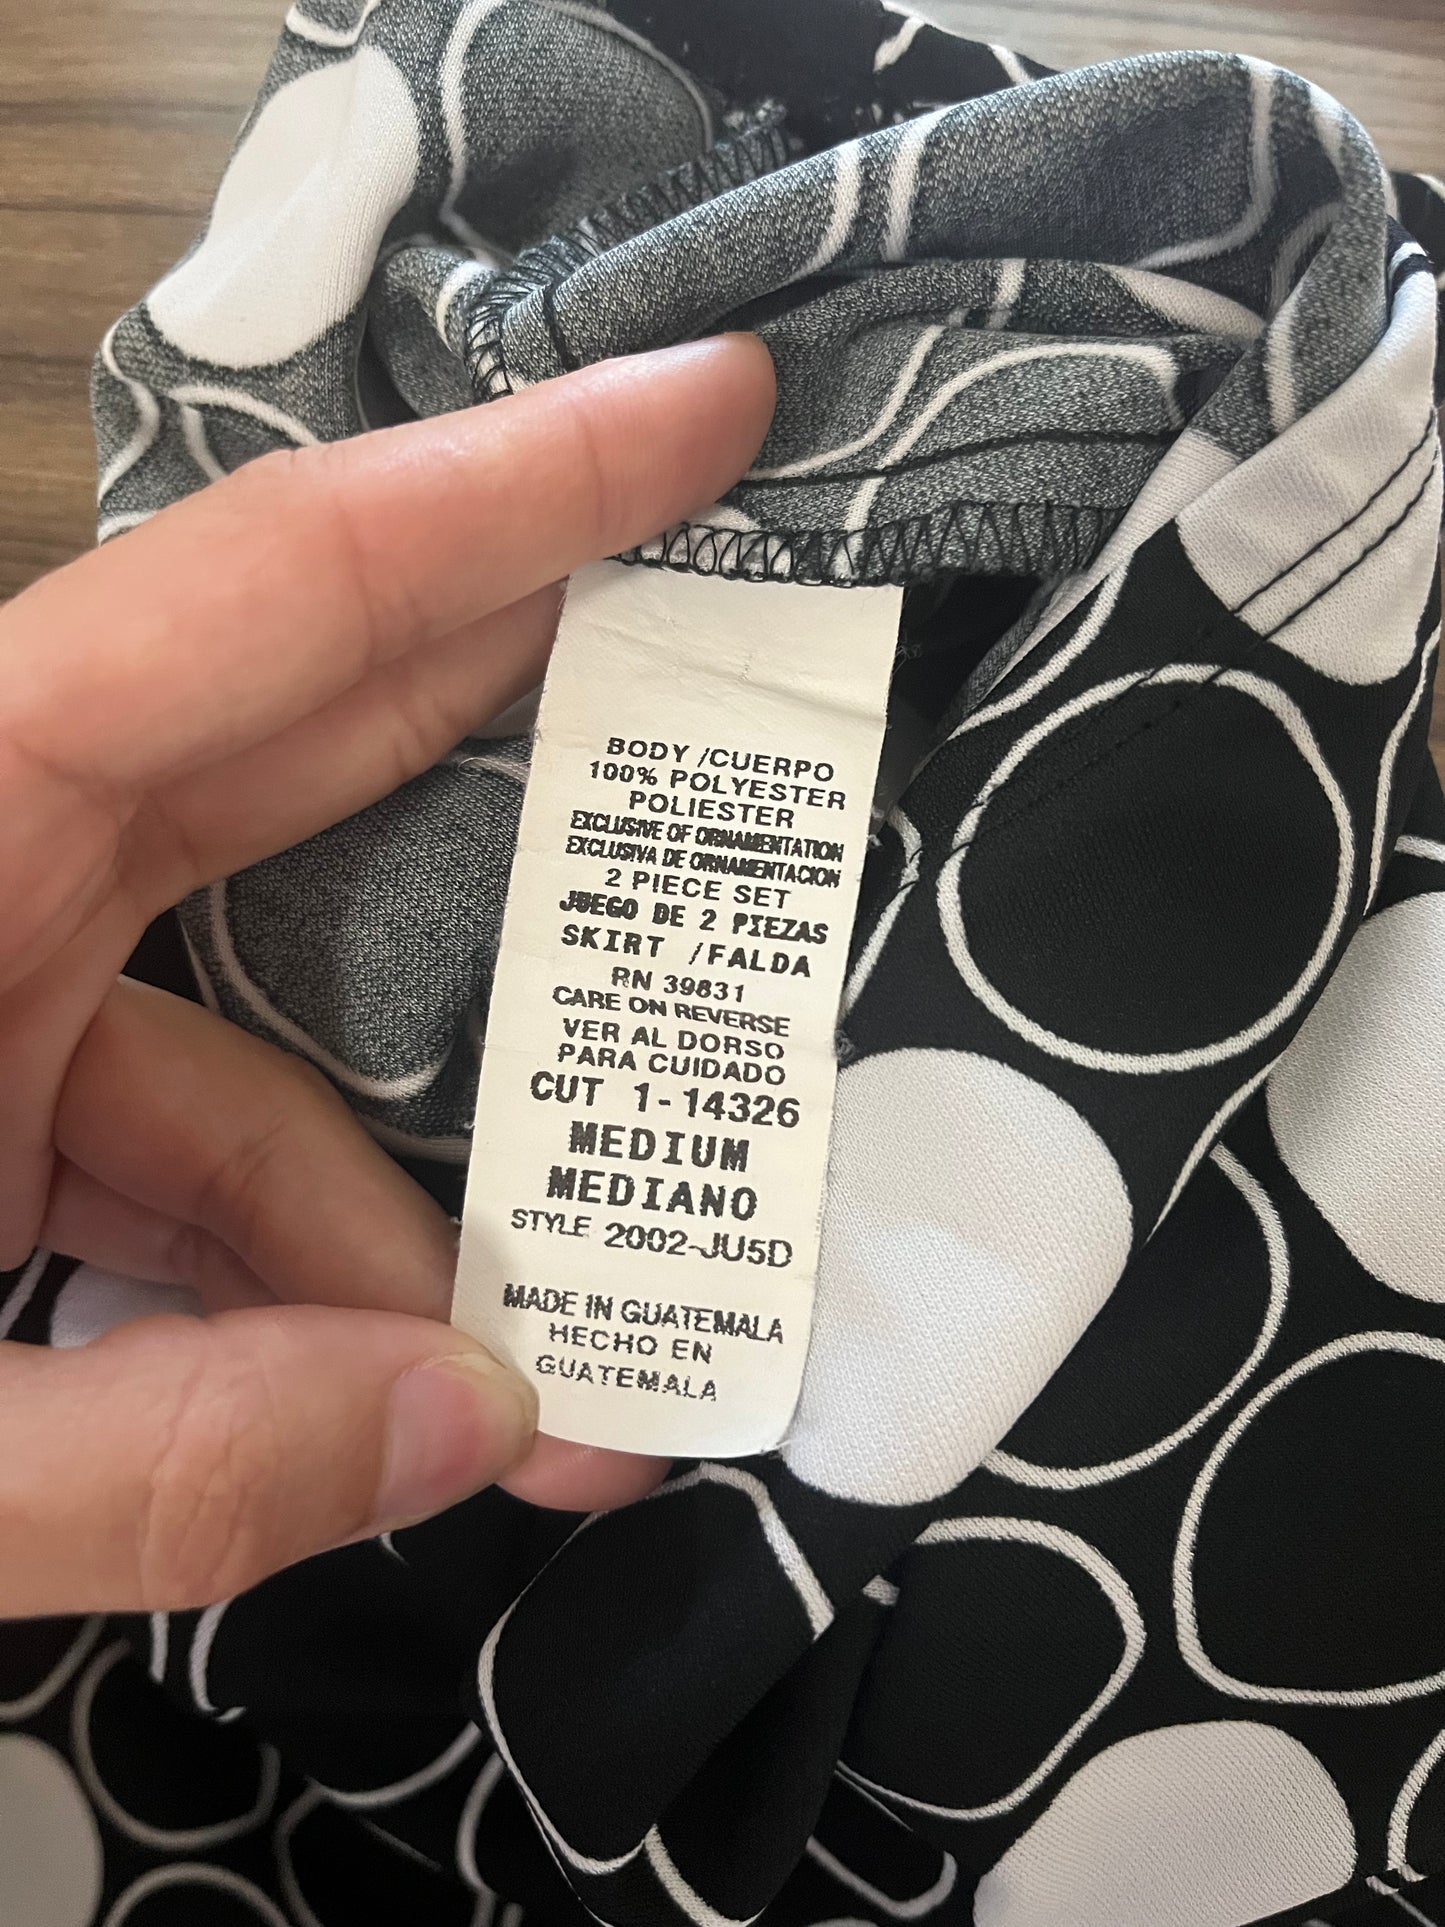 BODY /CUERPO
100% POLYESTER
POLIESTER
EXCLUSIVE OF ORNAMENTATION
EXCLUSIVA DE ORNAMENTACION
2 PIECE SET
JUEGO DE 2 PIEZAS
SKIRT /FALDA
RN 39831
CARE ON REVERSE
VER AL DORSO
PARA CUIDADO
CUT 1-14326
MEDIUM
MEDIANO
STYLE 2002-JU5D
MADE IN GUATEMALA
HECHO EN
GUATEMALA